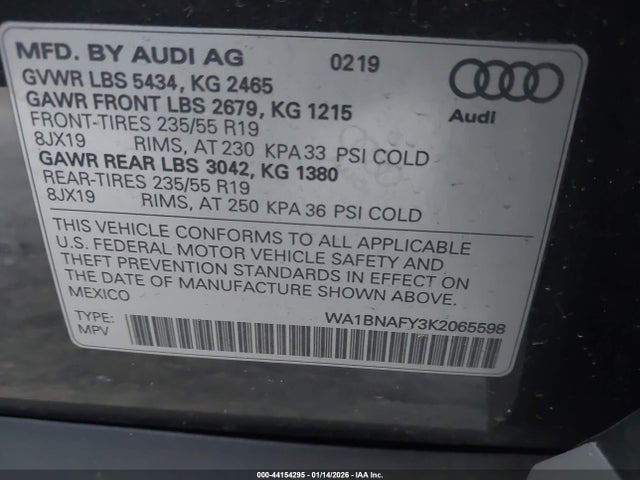 MFD. BY AUDI AG 0219
GVWR LBS 5434, KG 2465
GAWR FRONT LBS 2679, KG 1215
FRONT-TIRES 235/55 R19
8JX19 RIMS, AT 230 KPA 33 PSI COLD
GAWR REAR LBS 3042, KG 1380
REAR-TIRES 235/55 R19
8JX19 RIMS, AT 250 KPA 36 PSI COLD
Audi
THIS VEHICLE CONFORMS TO ALL APPLICABLE
U.S. FEDERAL MOTOR VEHICLE SAFETY AND
THEFT PREVENTION STANDARDS IN EFFECT ON
THE DATE OF MANUFACTURE SHOWN ABOVE.
MEXICO
TYPE: WA1BNAFY3K2065598
MPV
000-44154295 - 01/14/2026 - IAA Inc.